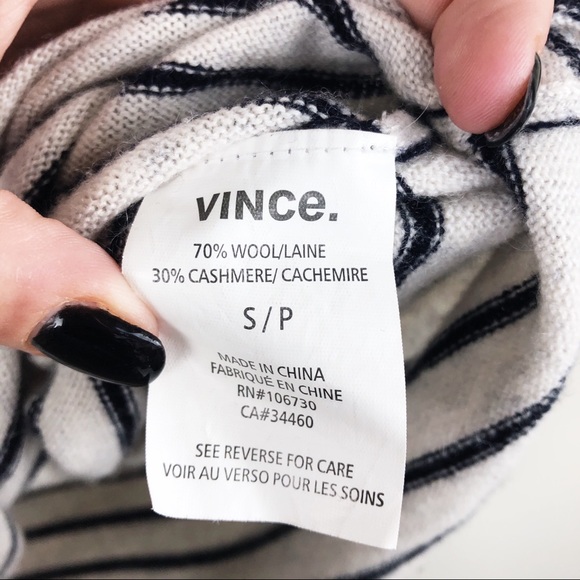 VINCE.
70% WOOL/LAINE
30% CASHMERE/ CACHEMIRE
S / P
MADE IN CHINA
FABRIQUÉ EN CHINE
RN#106730
CA#34460
SEE REVERSE FOR CARE
VOIR AU VERSO POUR LES SOINS